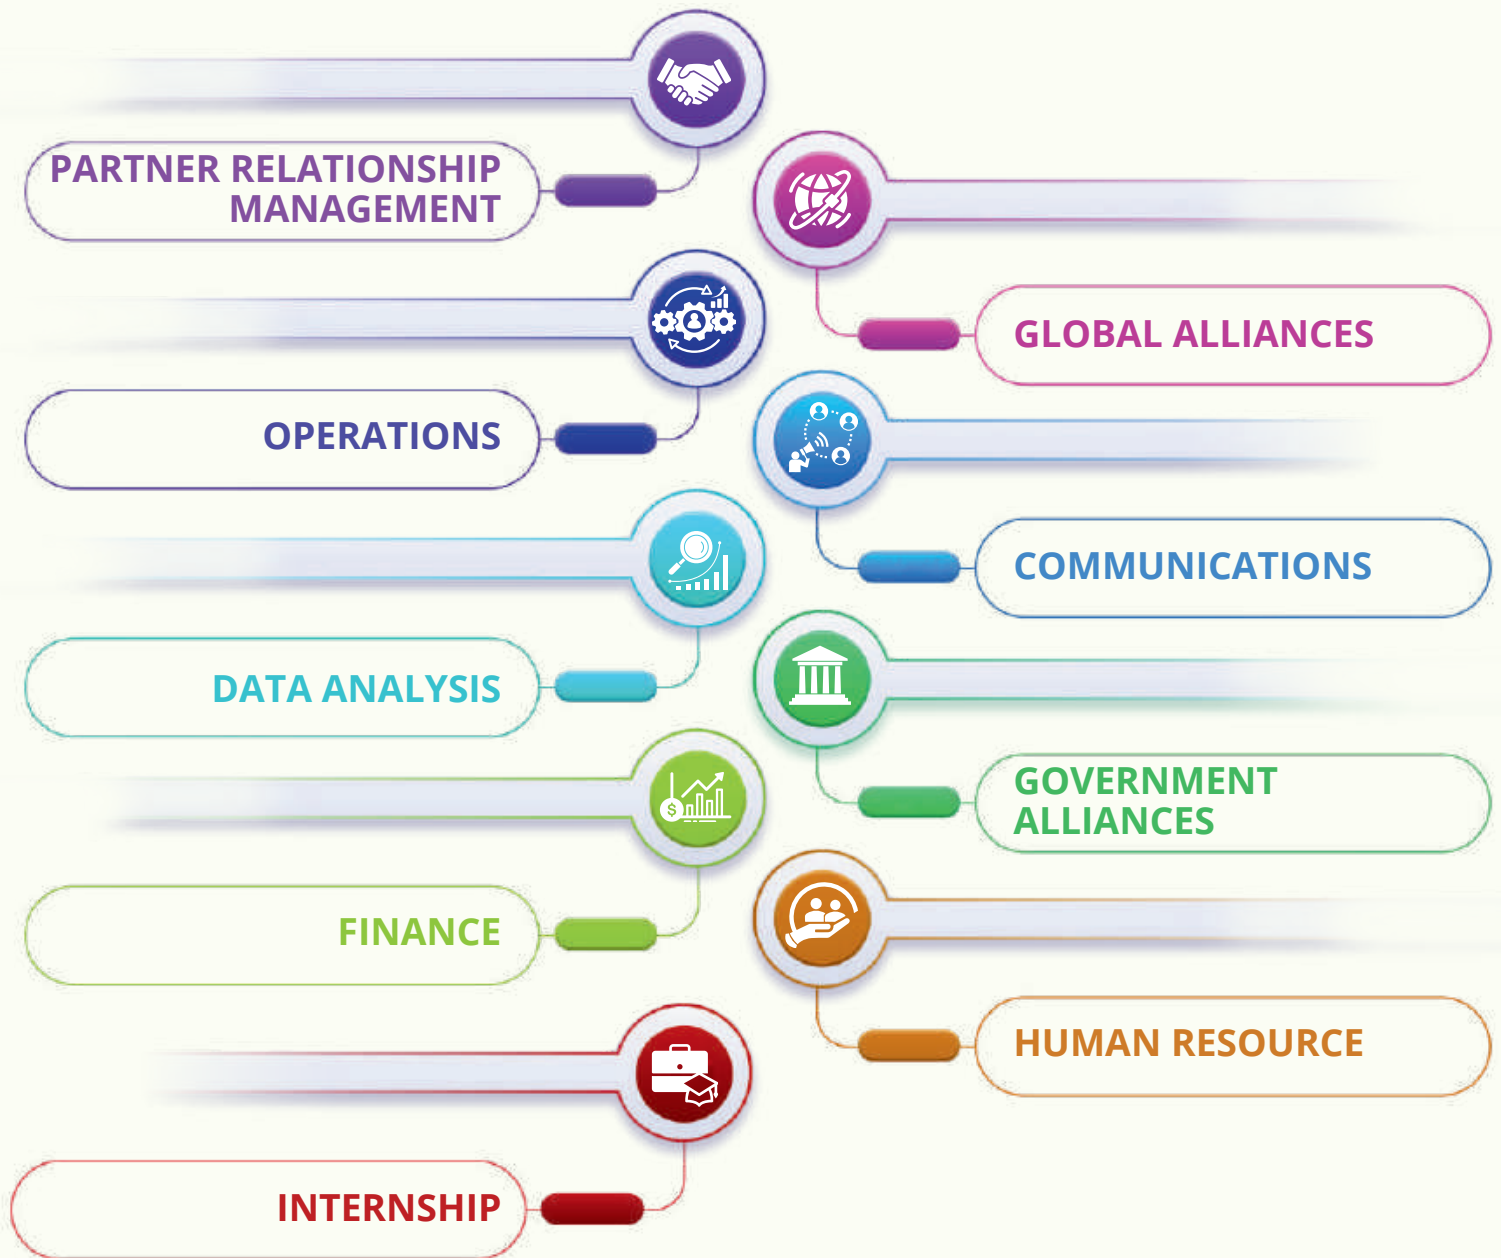 PARTNER RELATIONSHIP
MANAGEMENT
GLOBAL ALLIANCES
OPERATIONS
COMMUNICATIONS
DATA ANALYSIS
GOVERNMENT
ALLIANCES
FINANCE
HUMAN RESOURCE
INTERNSHIP